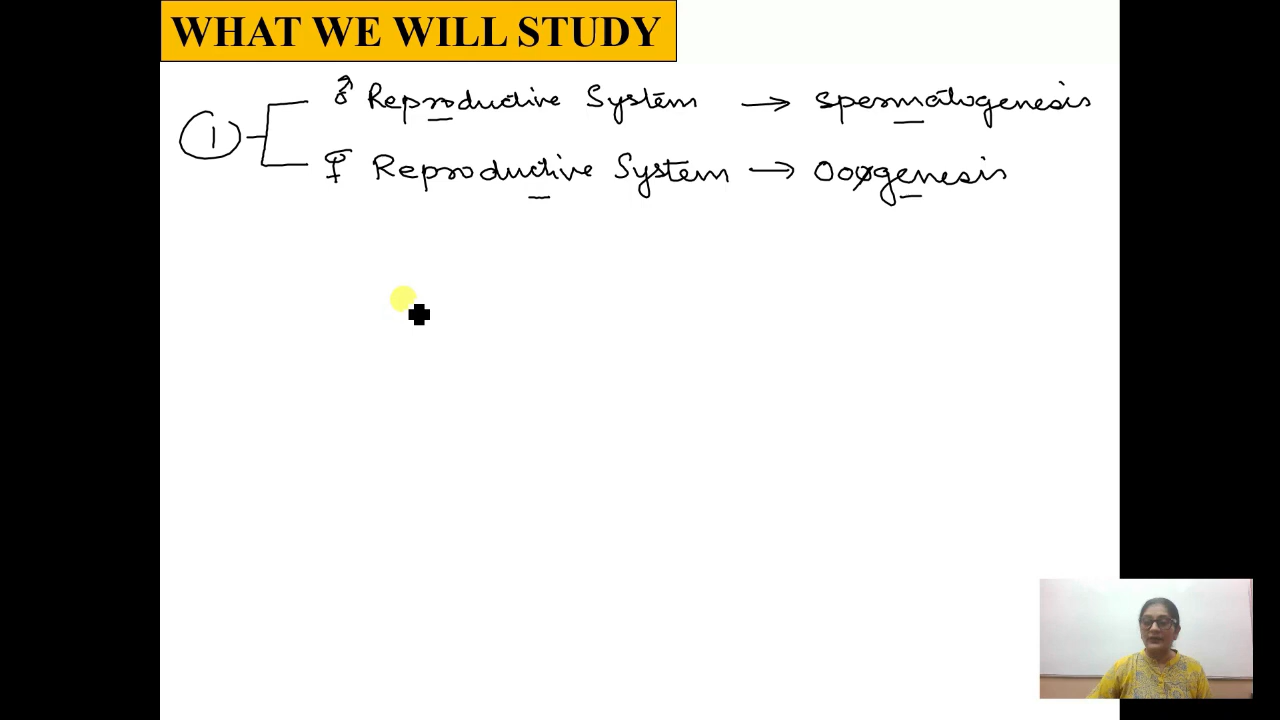 WHAT WE WILL STUDY
① ♂ Reproductive System → spermatogenesis
♀ Reproductive System → Oogenesis